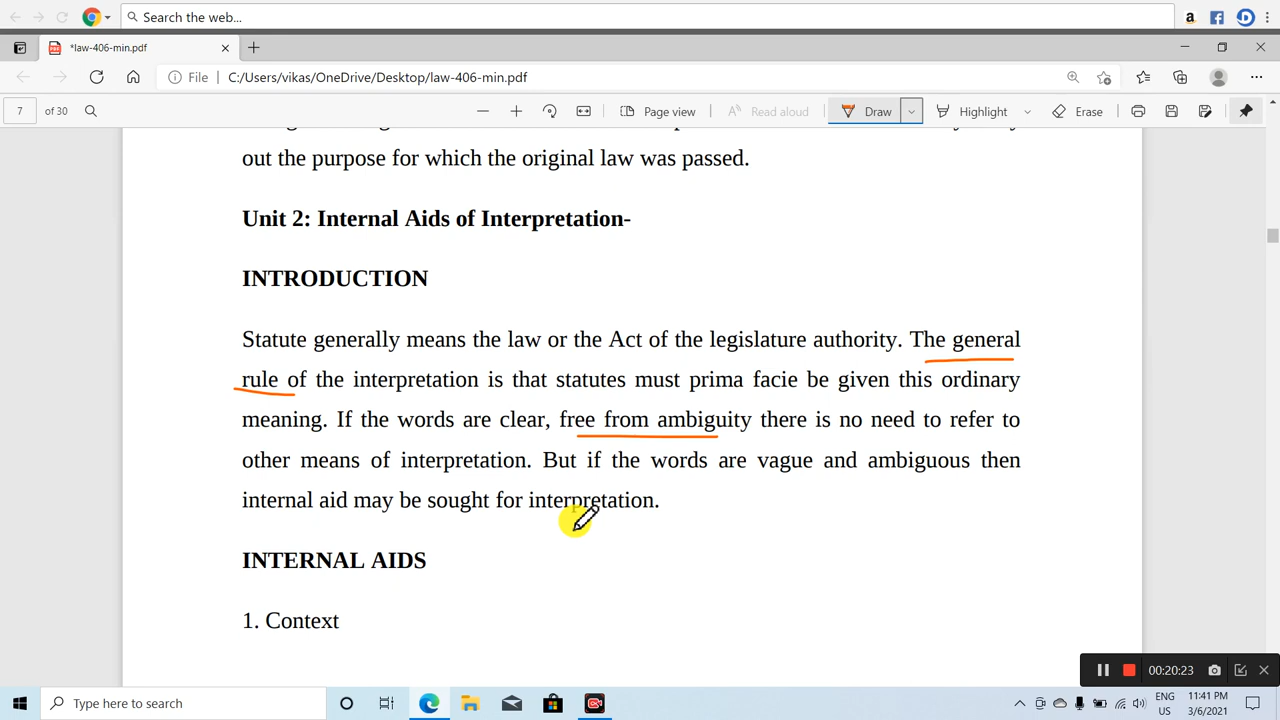 Search the web...
*law-406-min.pdf
File C:/Users/vikas/OneDrive/Desktop/law-406-min.pdf
7 of 30 Page view Read aloud Draw Highlight Erase
out the purpose for which the original law was passed.
Unit 2: Internal Aids of Interpretation-
INTRODUCTION
Statute generally means the law or the Act of the legislature authority. The general
rule of the interpretation is that statutes must prima facie be given this ordinary
meaning. If the words are clear, free from ambiguity there is no need to refer to
other means of interpretation. But if the words are vague and ambiguous then
internal aid may be sought for interpretation.
INTERNAL AIDS
1. Context
00:20:23
Type here to search
ENG 11:41 PM
US 3/6/2021